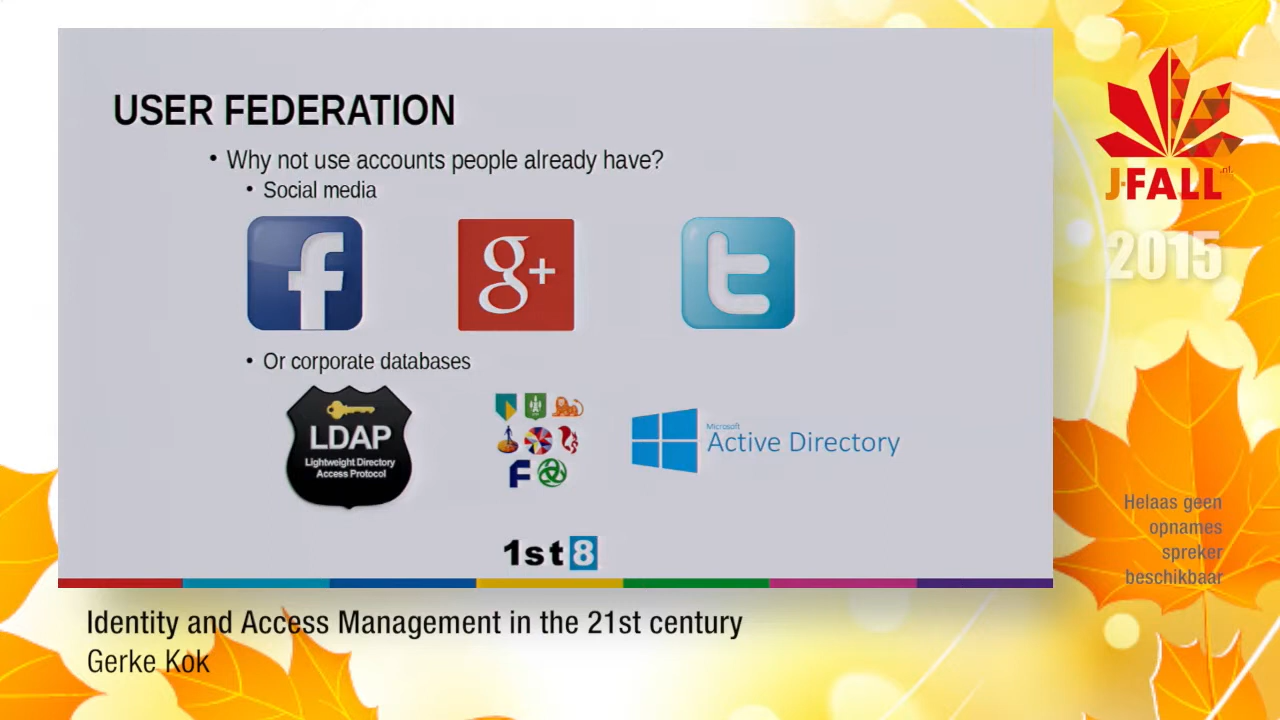 USER FEDERATION
• Why not use accounts people already have?
• Social media
f
g+
t
• Or corporate databases
LDAP
Lightweight Directory
Access Protocol
F
Microsoft
Active Directory
1st8
J-FALL.nl
2015
Helaas geen
opnames
spreker
beschikbaar
Identity and Access Management in the 21st century
Gerke Kok